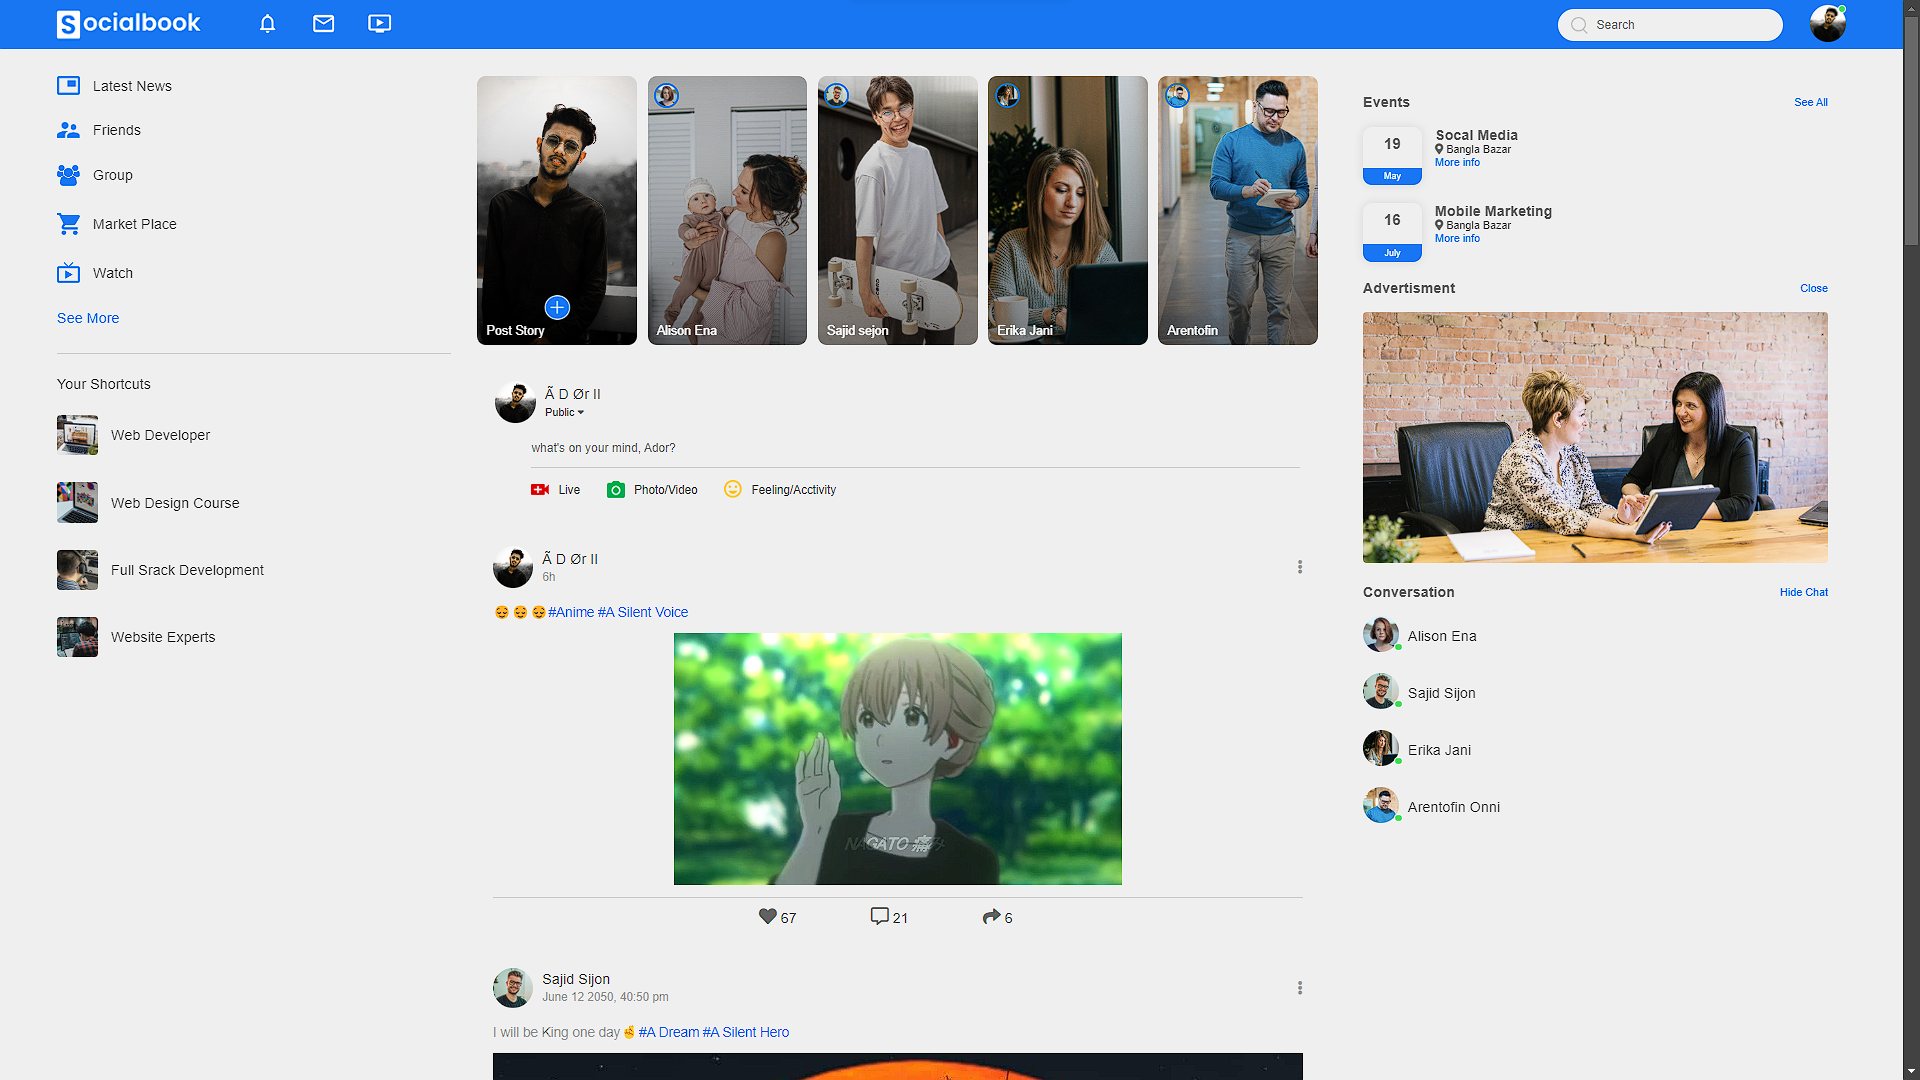 Socialbook
Search
Latest News
Friends
Group
Market Place
Watch
See More
Your Shortcuts
Web Developer
Web Design Course
Full Srack Development
Website Experts
Post Story
Alison Ena
Sajid sejon
Erika Jani
Arentofin
Ã D Ør II
Public
what's on your mind, Ador?
Live
Photo/Video
Feeling/Acctivity
Ã D Ør II
6h
#Anime #A Silent Voice
NAGATO 痛み
67
21
6
Sajid Sijon
June 12 2050, 40:50 pm
I will be King one day✌ #A Dream #A Silent Hero
Events
See All
19
May
Socal Media
Bangla Bazar
More info
16
July
Mobile Marketing
Bangla Bazar
More info
Advertisment
Close
Conversation
Hide Chat
Alison Ena
Sajid Sijon
Erika Jani
Arentofin Onni